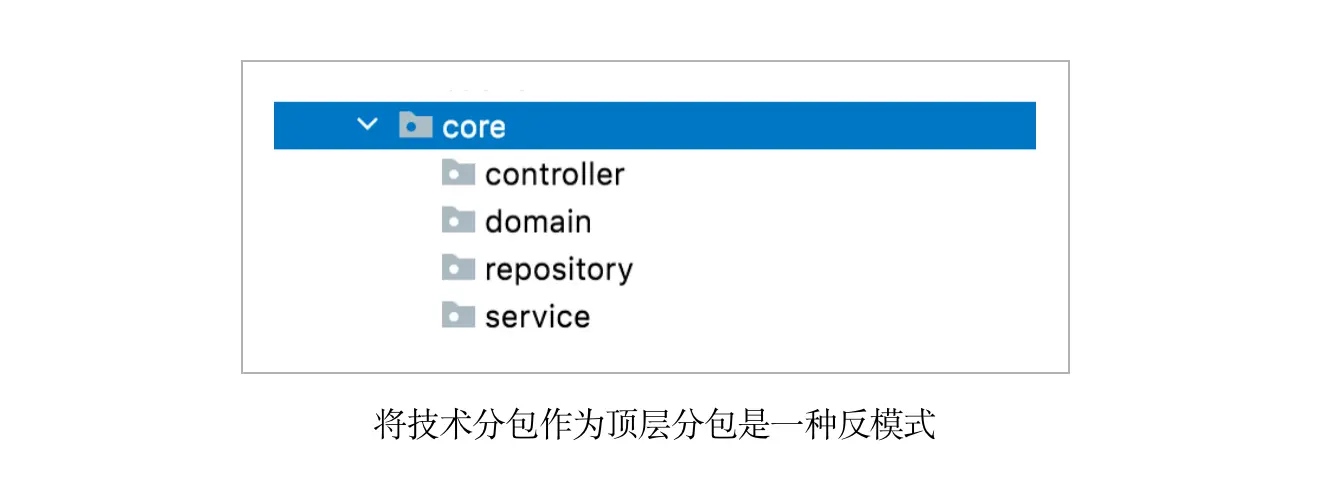 core
controller
domain
repository
service
将技术分包作为顶层分包是一种反模式